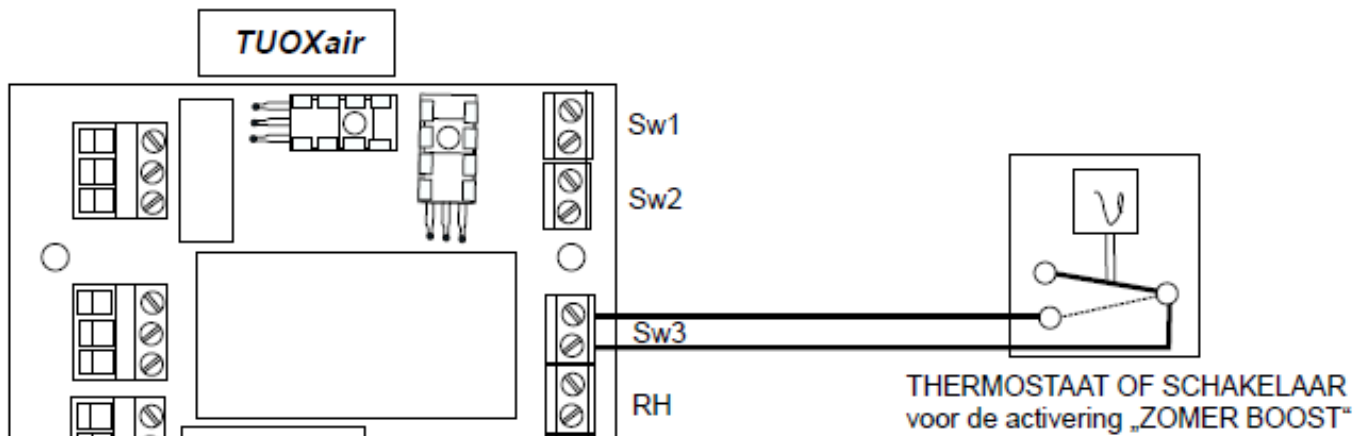 TUOXair
Sw1
Sw2
Sw3
RH
THERMOSTAAT OF SCHAKELAAR
voor de activering „ZOMER BOOST“